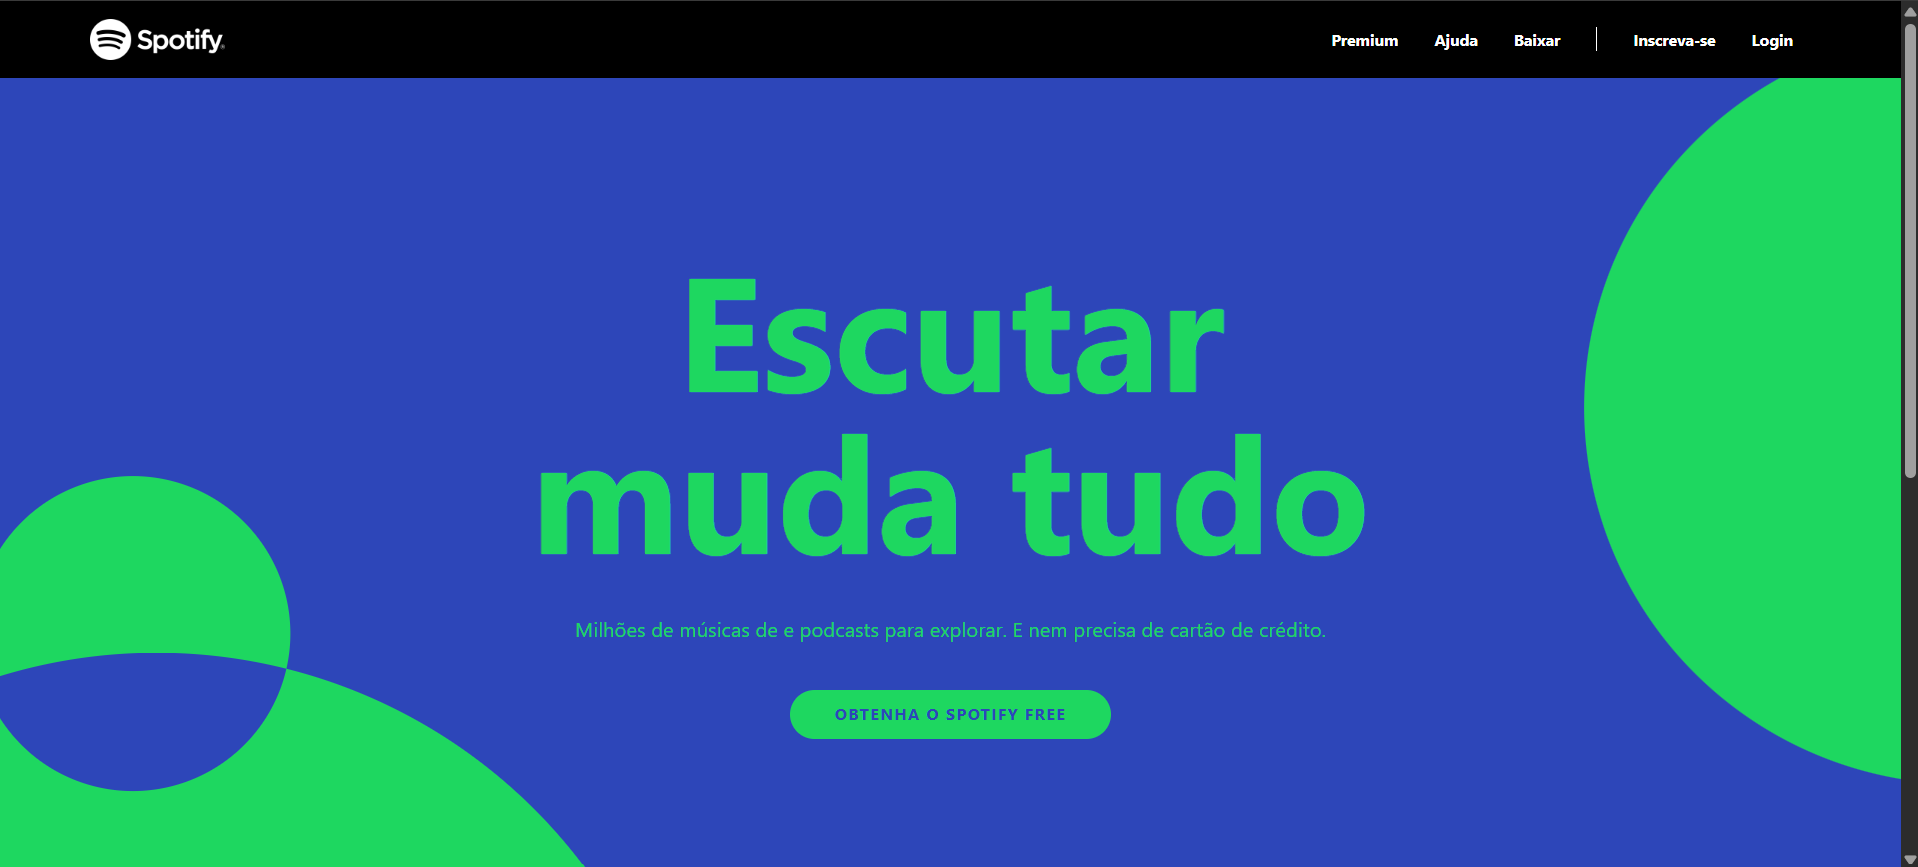 Spotify
Premium Ajuda Baixar Inscreva-se Login
Escutar
muda tudo
Milhões de músicas de e podcasts para explorar. E nem precisa de cartão de crédito.
OBTENHA O SPOTIFY FREE